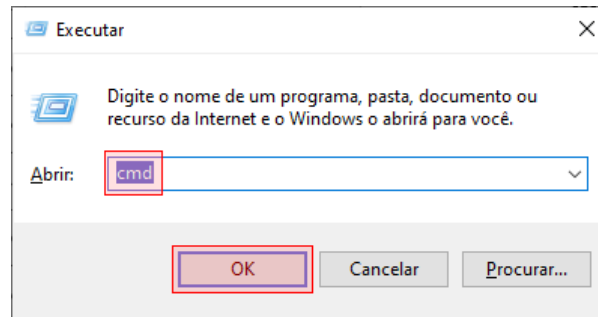 Executar
Digite o nome de um programa, pasta, documento ou
recurso da Internet e o Windows o abrirá para você.
Abrir: cmd
OK Cancelar Procurar...